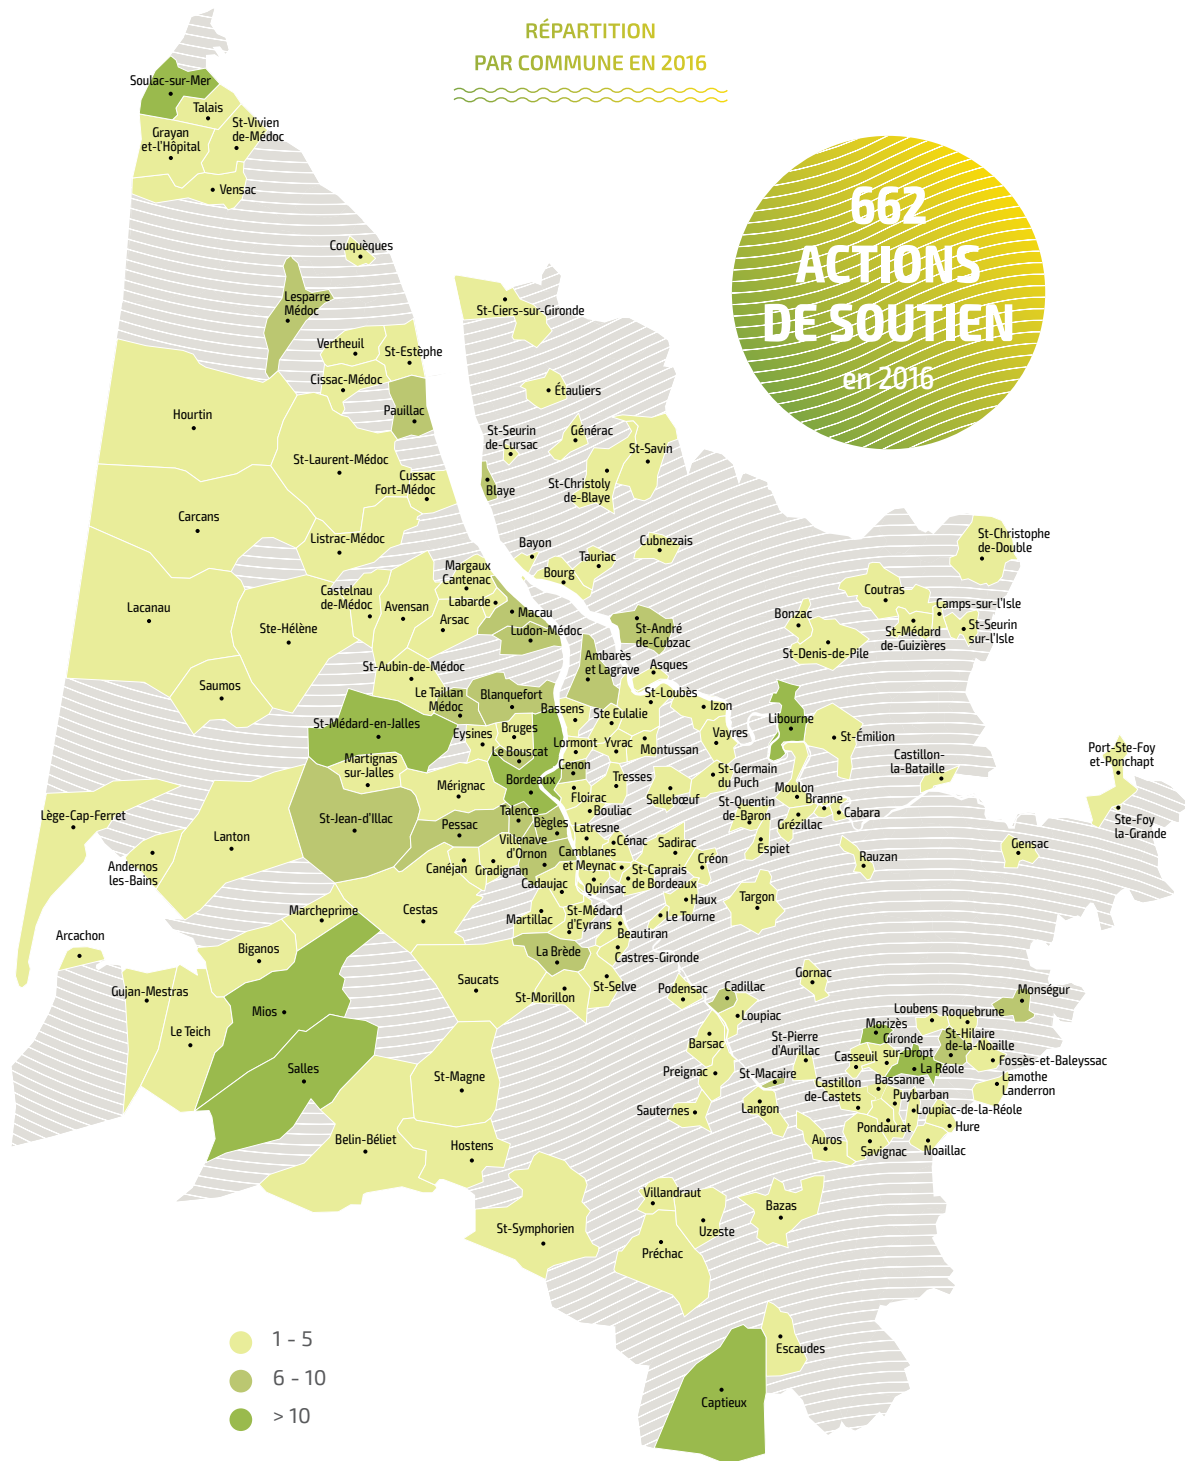 RÉPARTITION
PAR COMMUNE EN 2016
662
ACTIONS
DE SOUTIEN
en 2016
Soulac-sur-Mer
Talais
St-Vivien
de-Médoc
Grayan
et-l'Hôpital
Vensac
Couquèques
Lesparre
Médoc
St-Ciers-sur-Gironde
Vertheuil
St-Estèphe
Cissac-Médoc
Étauliers
Pauillac
Hourtin
St-Seurin
de-Cursac
Générac
St-Savin
St-Laurent-Médoc
Cussac
Fort-Médoc
Blaye
St-Christoly
de-Blaye
Carcans
Listrac-Médoc
Bayon
Cubnezais
Tauriac
Bourg
St-Christophe
de-Double
Margaux
Cantenac
Castelnau
de-Médoc
Avensan
Labarde
Arsac
Macau
Ludon-Médoc
St-André
de-Cubzac
Coutras
Camps-sur-l'Isle
Bonzac
St-Médard
de-Guizières
St-Seurin
sur-l'Isle
St-Denis-de-Pile
Lacanau
Ste-Hélène
St-Aubin-de-Médoc
Ambarès
et Lagrave
Asques
Saumos
Le Taillan
Médoc
Blanquefort
St-Loubès
Izon
Bassens
Ste Eulalie
Libourne
St-Médard-en-Jalles
Eysines
Bruges
Le Bouscat
Lormont
Yvrac
Montussan
Vayres
St-Émilion
Castillon-
la-Bataille
Port-Ste-Foy
et-Ponchapt
Martignas
sur-Jalles
Cenon
Mérignac
Bordeaux
Tresses
St-Germain
du Puch
Floirac
Sallebœuf
Moulon
Branne
Cabara
Ste-Foy
la-Grande
Lège-Cap-Ferret
Lanton
St-Jean-d'Illac
Pessac
Talence
Bègles
Bouliac
St-Quentin
de-Baron
Grézillac
Latresne
Cénac
Sadirac
Espiet
Gensac
Andernos
les-Bains
Villenave
d'Ornon
Camblanes
et Meynac
Créon
Rauzan
Canéjan
Gradignan
St-Caprais
de Bordeaux
Cadaujac
Quinsac
Haux
Targon
Marcheprime
Cestas
Martillac
St-Médard
d'Eyrans
Le Tourne
Beautiran
Arcachon
Biganos
La Brède
Castres-Gironde
Gujan-Mestras
Saucats
St-Morillon
St-Selve
Podensac
Cadillac
Gornac
Monségur
Le Teich
Mios
Loupiac
Loubens
Roquebrune
Barsac
St-Pierre
d'Aurillac
Morizès
Gironde
sur-Dropt
St-Hilaire
de-la-Noaille
Casseuil
Fossès-et-Baleyssac
Salles
St-Magne
Preignac
St-Macaire
La Réole
Bassanne
Castillon
de-Castets
Puybarban
Lamothe
Landerron
Sauternes
Langon
Loupiac-de-la-Réole
Pondaurat
Hure
Belin-Béliet
Hostens
Auros
Savignac
Noaillac
St-Symphorien
Villandraut
Uzeste
Bazas
Préchac
Escaudes
Captieux
1 - 5
6 - 10
> 10